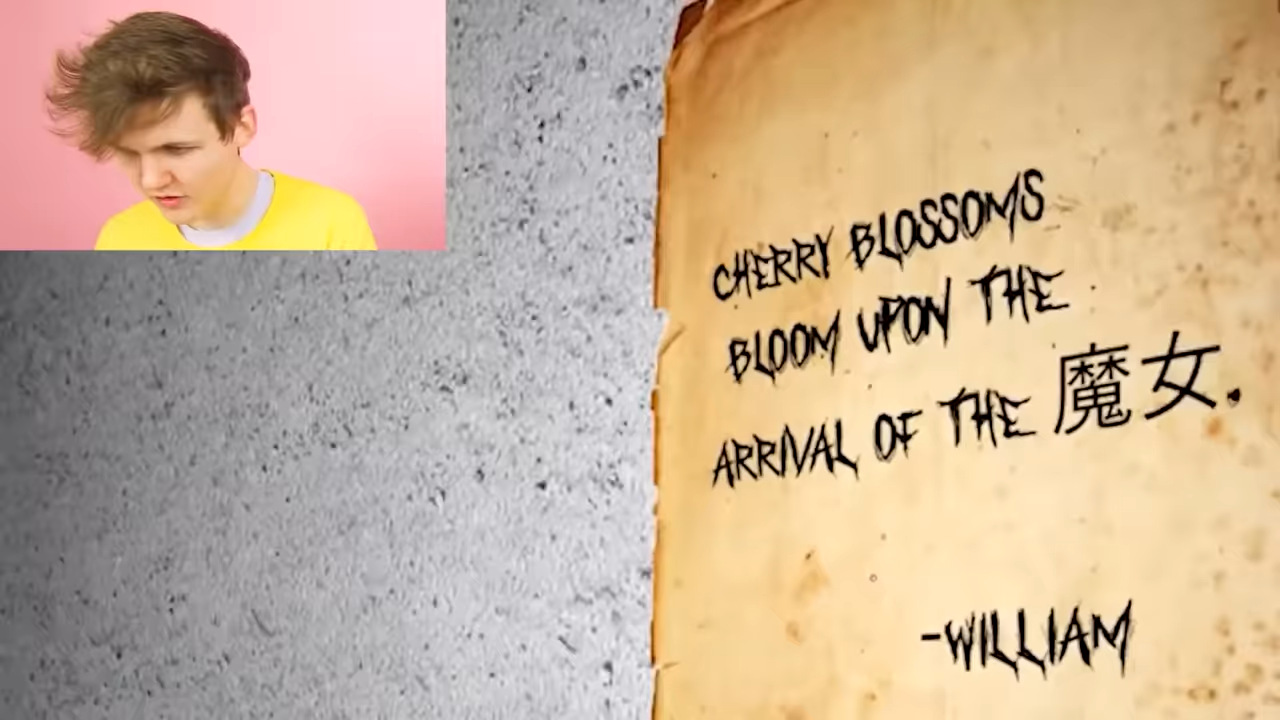 CHERRY BLOSSOMS
BLOOM UPON THE
ARRIVAL OF THE 魔女.
-WILLIAM